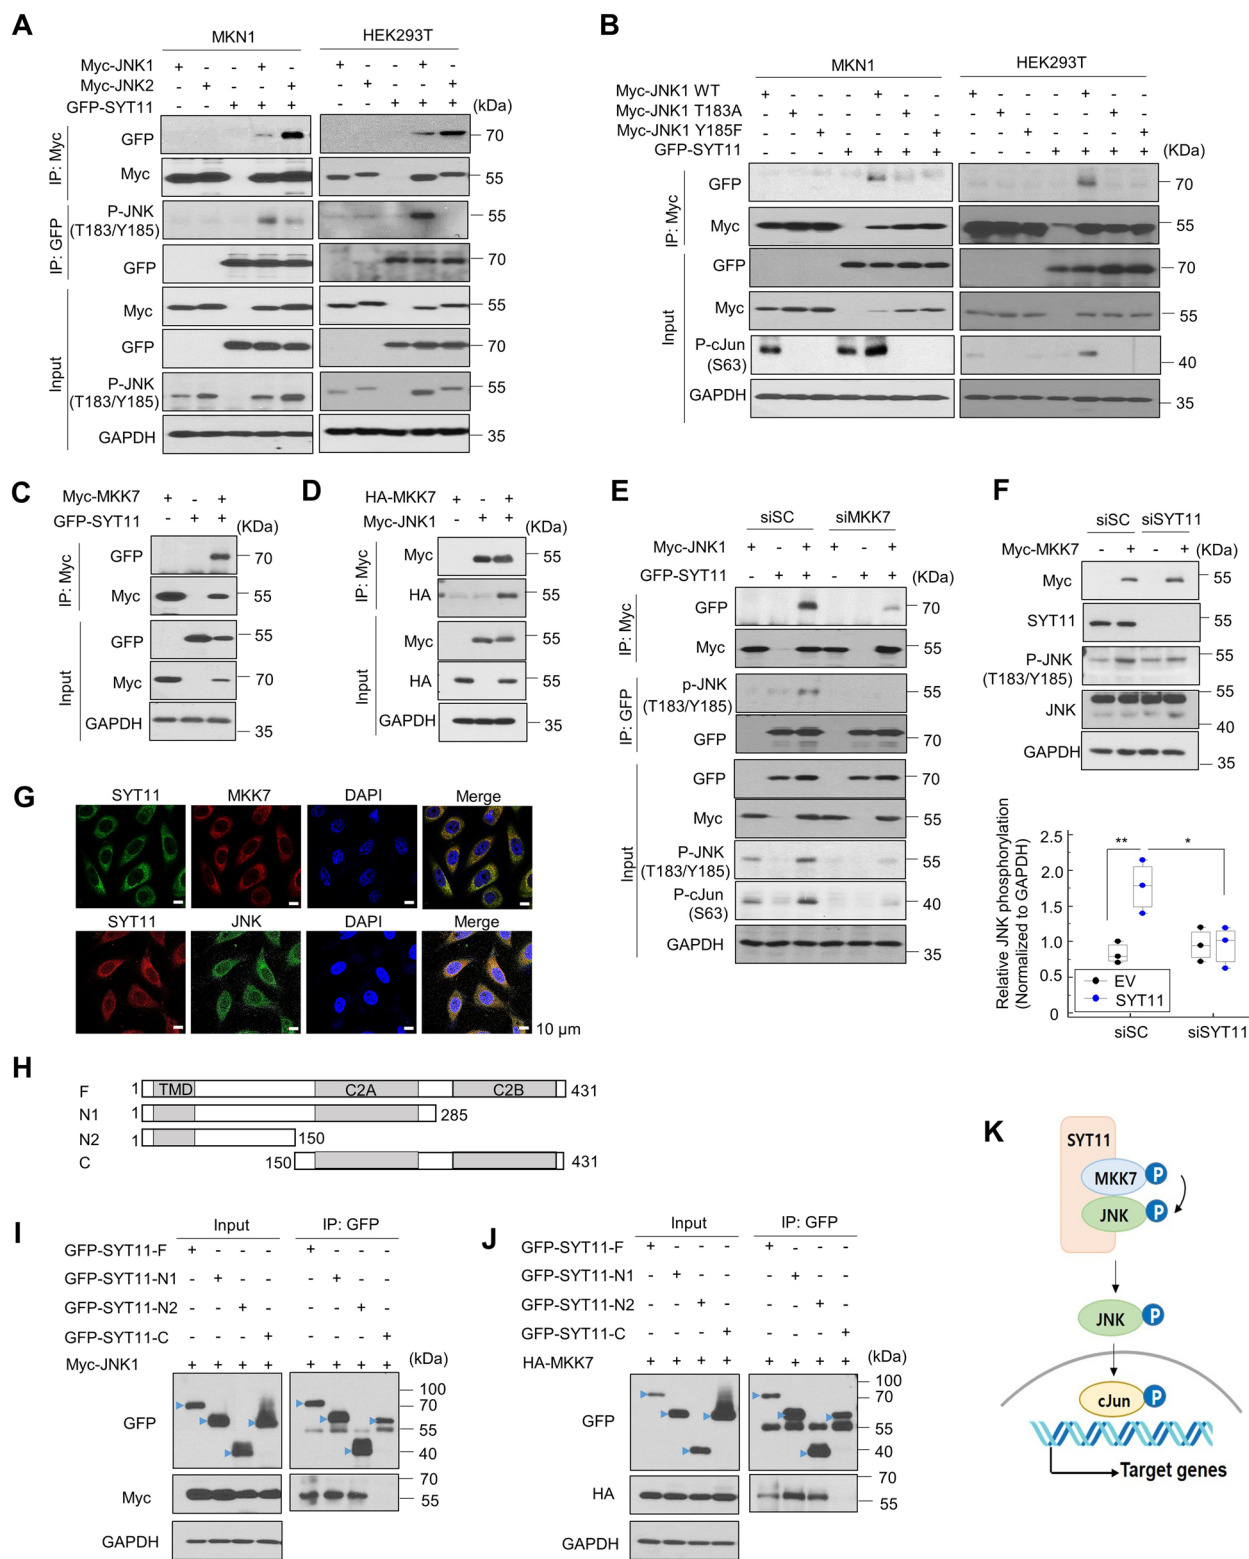 A
MKN1 HEK293T
Myc-JNK1 + - - + - + - - + -
Myc-JNK2 - + - - + - + - - +
GFP-SYT11 - - + + + - - + + + (kDa)
IP: Myc
GFP 70
Myc 55
IP: GFP
P-JNK 55
(T183/Y185)
GFP 70
Input
Myc 55
GFP 70
P-JNK 55
(T183/Y185)
GAPDH 35
B
MKN1 HEK293T
Myc-JNK1 WT + - - - + - - + - - - + - -
Myc-JNK1 T183A - + - - - + - - + - - - + -
Myc-JNK1 Y185F - - + - - - + - - + - - - +
GFP-SYT11 - - - + + + + - - - + + + + (KDa)
IP: Myc
GFP 70
Myc 55
Input
GFP 70
Myc 55
P-cJun 40
(S63)
GAPDH 35
C
Myc-MKK7 + - +
GFP-SYT11 - + + (KDa)
IP: Myc
GFP 70
Myc 55
Input
GFP 55
Myc 70
GAPDH 35
D
HA-MKK7 + - +
Myc-JNK1 - + + (KDa)
IP: Myc
Myc 55
HA
Input
Myc 55
HA 55
GAPDH 35
E
siSC siMKK7
Myc-JNK1 + - + + - +
GFP-SYT11 - + + - + + (KDa)
IP: Myc
GFP 70
Myc 55
IP: GFP
p-JNK 55
(T183/Y185)
GFP 70
Input
GFP 70
Myc 55
P-JNK 55
(T183/Y185)
P-cJun 40
(S63)
GAPDH 35
F
siSC siSYT11
Myc-MKK7 - + - + (KDa)
Myc 55
SYT11 55
P-JNK 55
(T183/Y185)
JNK 40
GAPDH 35
Relative JNK phosphorylation
(Normalized to GAPDH)
2.5
2.0
1.5
1.0
0.5
0
** *
EV
SYT11
siSC siSYT11
G
SYT11 MKK7 DAPI Merge
SYT11 JNK DAPI Merge
10 µm
H
F 1 TMD C2A C2B 431
N1 1 285
N2 1 150
C 150 431
I
Input IP: GFP
GFP-SYT11-F + - - - + - - -
GFP-SYT11-N1 - + - - - + - -
GFP-SYT11-N2 - - + - - - + -
GFP-SYT11-C - - - + - - - +
Myc-JNK1 + + + + + + + + (kDa)
GFP
100
70
55
40
Myc
70
55
GAPDH
J
Input IP: GFP
GFP-SYT11-F + - - - + - - -
GFP-SYT11-N1 - + - - - + - -
GFP-SYT11-N2 - - + - - - + -
GFP-SYT11-C - - - + - - - +
HA-MKK7 + + + + + + + + (kDa)
GFP
100
70
55
40
HA
70
55
GAPDH
K
SYT11
MKK7 P
JNK P
JNK P
cJun P
Target genes